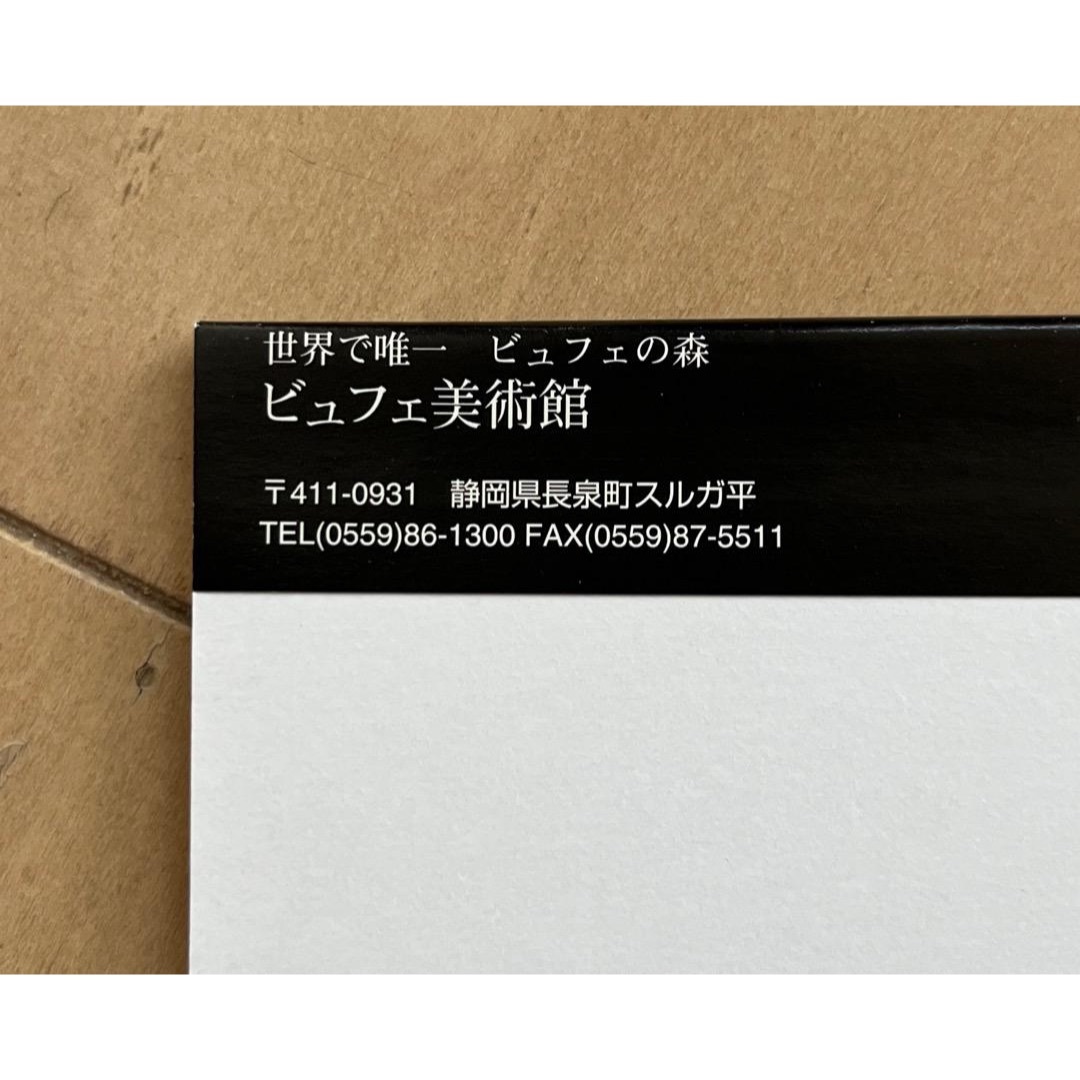 世界で唯一　ビュフェの森
ビュフェ美術館
〒411-0931　静岡県長泉町スルガ平
TEL(0559)86-1300 FAX(0559)87-5511